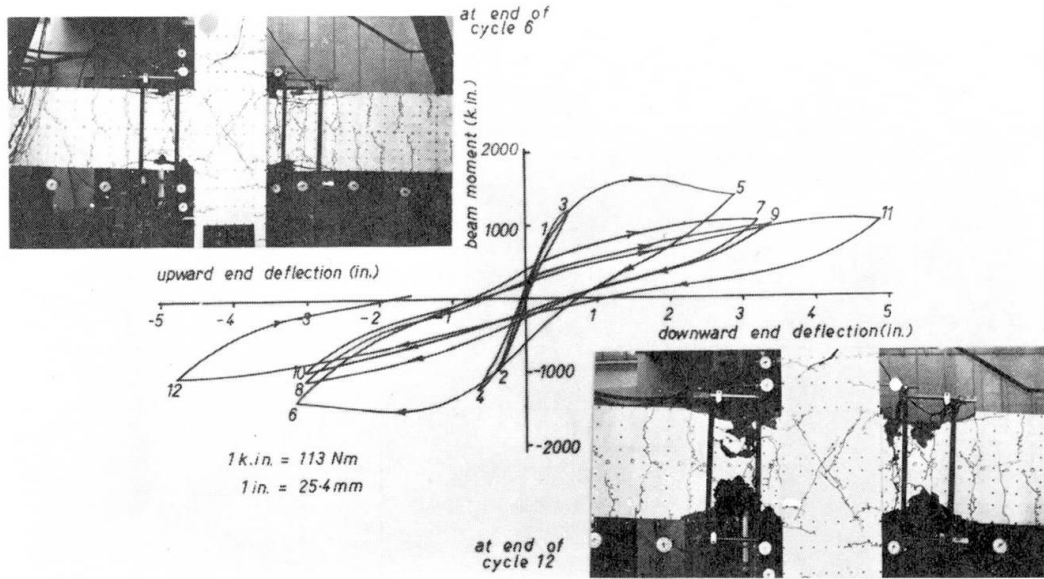 at end of
cycle 6
beam moment (k.in.)
2000
1000
-1000
-2000
3
1
5
7
9
11
upward end deflection (in.)
-5
-4
-3
-2
-1
1
2
3
4
5
downward end deflection (in.)
2
4
10
8
6
12
1 k.in. = 113 Nm
1 in. = 25·4 mm
at end of
cycle 12